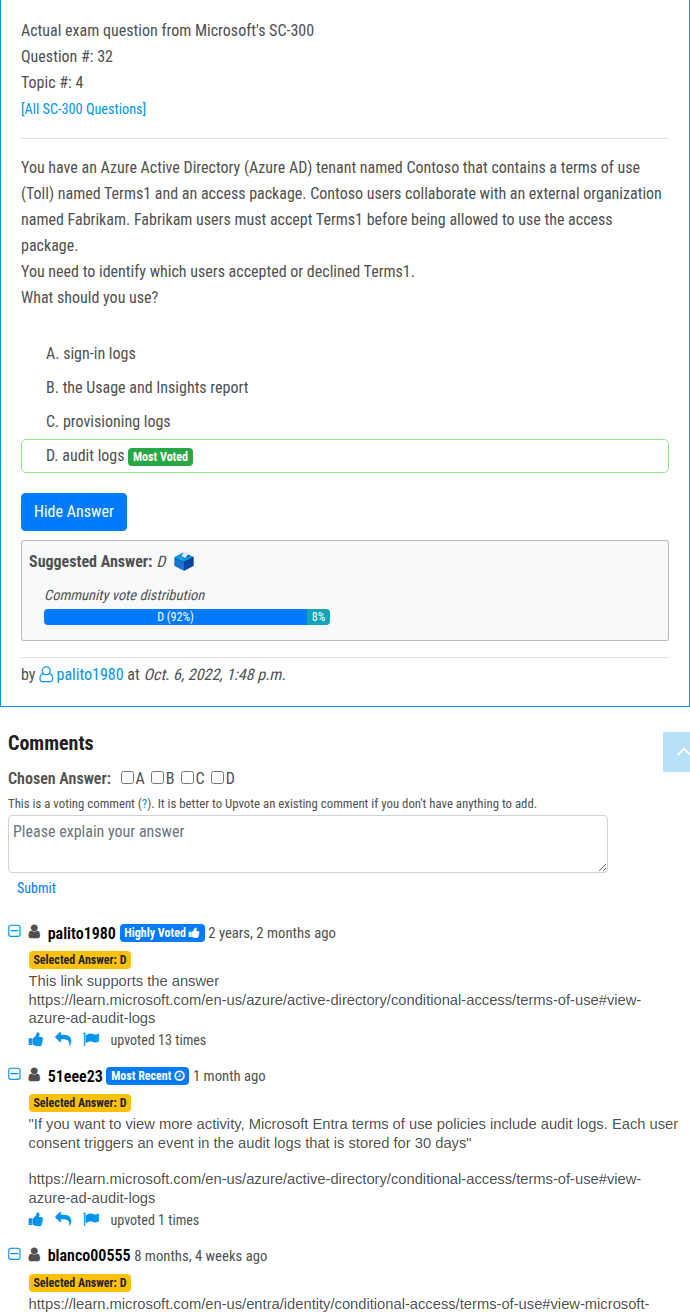 Actual exam question from Microsoft's SC-300
Question #: 32
Topic #: 4
[All SC-300 Questions]
You have an Azure Active Directory (Azure AD) tenant named Contoso that contains a terms of use
(Toll) named Terms1 and an access package. Contoso users collaborate with an external organization
named Fabrikam. Fabrikam users must accept Terms1 before being allowed to use the access
package.
You need to identify which users accepted or declined Terms1.
What should you use?
A. sign-in logs
B. the Usage and Insights report
C. provisioning logs
D. audit logs Most Voted
Hide Answer
Suggested Answer: D
Community vote distribution
D (92%) 8%
by palito1980 at Oct. 6, 2022, 1:48 p.m.
Comments
Chosen Answer: A B C D
This is a voting comment (?). It is better to Upvote an existing comment if you don't have anything to add.
Please explain your answer
Submit
palito1980 Highly Voted 2 years, 2 months ago
Selected Answer: D
This link supports the answer
https://learn.microsoft.com/en-us/azure/active-directory/conditional-access/terms-of-use#view-
azure-ad-audit-logs
upvoted 13 times
51eee23 Most Recent 1 month ago
Selected Answer: D
"If you want to view more activity, Microsoft Entra terms of use policies include audit logs. Each user
consent triggers an event in the audit logs that is stored for 30 days"
https://learn.microsoft.com/en-us/azure/active-directory/conditional-access/terms-of-use#view-
azure-ad-audit-logs
upvoted 1 times
blanco00555 8 months, 4 weeks ago
Selected Answer: D
https://learn.microsoft.com/en-us/entra/identity/conditional-access/terms-of-use#view-microsoft-